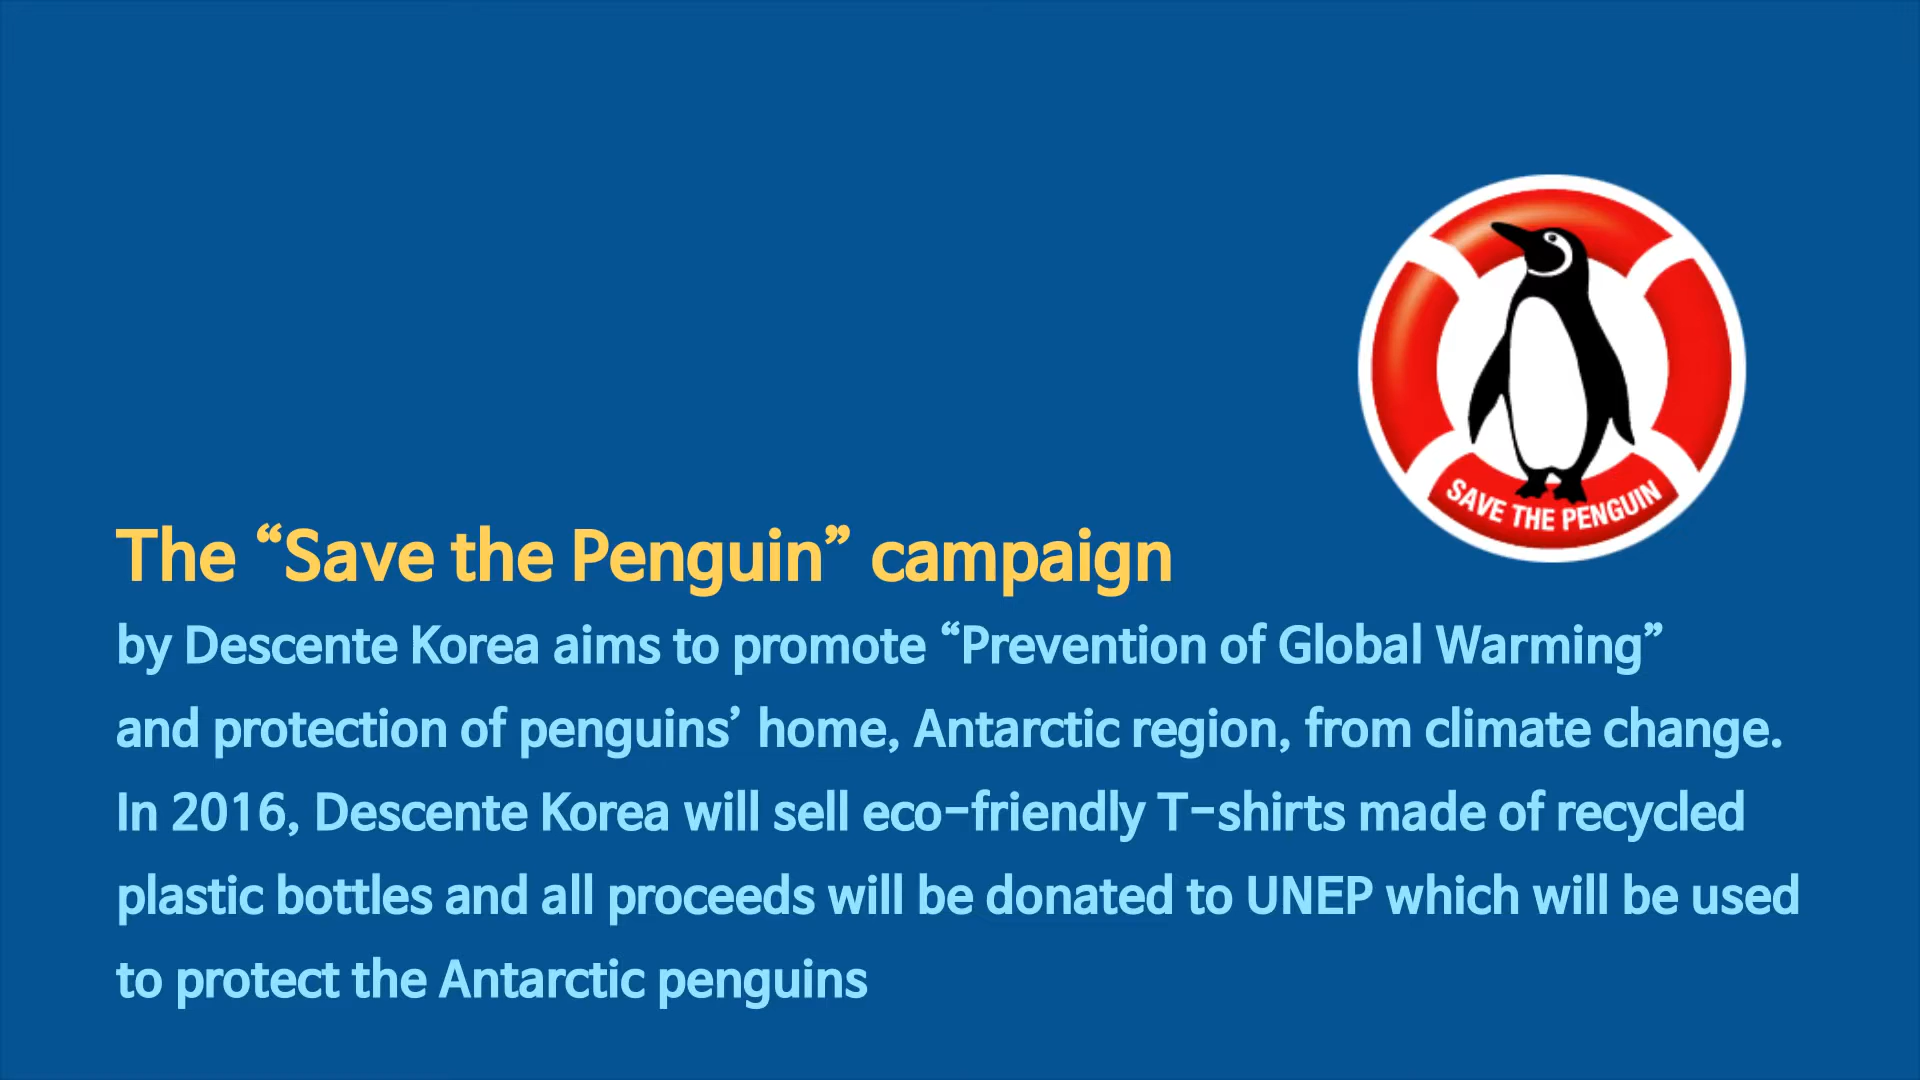 SAVE THE PENGUIN
The “Save the Penguin” campaign
by Descente Korea aims to promote “Prevention of Global Warming”
and protection of penguins’ home, Antarctic region, from climate change.
In 2016, Descente Korea will sell eco-friendly T-shirts made of recycled
plastic bottles and all proceeds will be donated to UNEP which will be used
to protect the Antarctic penguins